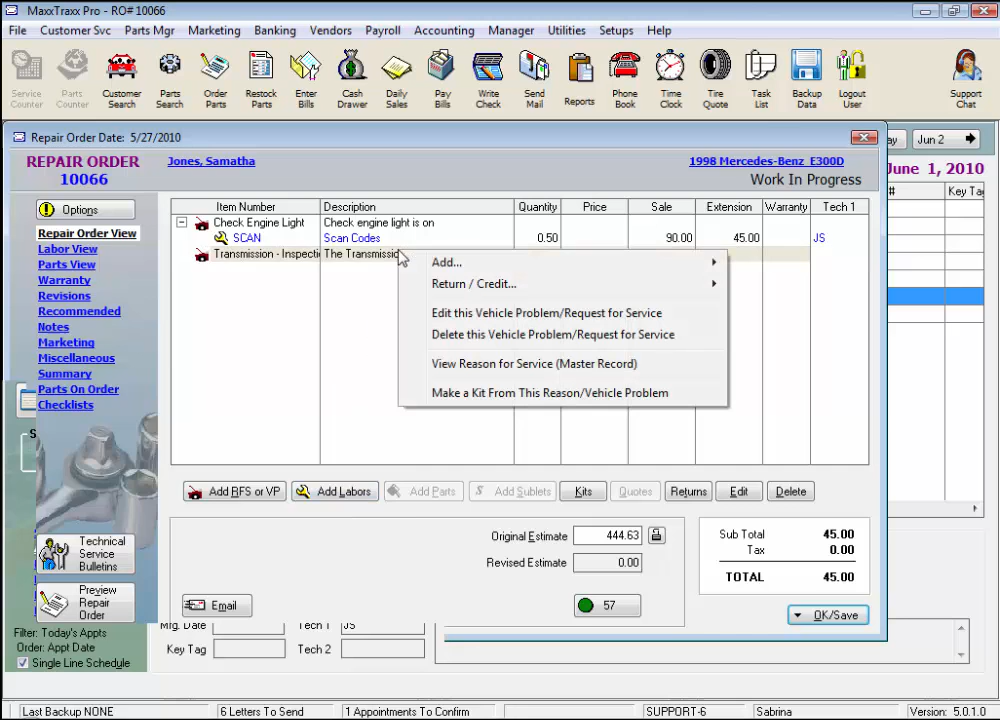 MaxxTraxx Pro - RO# 10066
File Customer Svc Parts Mgr Marketing Banking Vendors Payroll Accounting Manager Utilities Setups Help
Service Counter
Parts Counter
Customer Search
Parts Search
Order Parts
Restock Parts
Enter Bills
Cash Drawer
Daily Sales
Pay Bills
Write Check
Send Mail
Reports
Phone Book
Time Clock
Tire Quote
Task List
Backup Data
Logout User
Support Chat
Repair Order Date: 5/27/2010
ay Jun 2
REPAIR ORDER
10066
Jones, Samatha
1998 Mercedes-Benz E300D
Work In Progress
June 1, 2010
# Key Tag
Options
Repair Order View
Labor View
Parts View
Warranty
Revisions
Recommended
Notes
Marketing
Miscellaneous
Summary
Parts On Order
Checklists
Item Number Description Quantity Price Sale Extension Warranty Tech 1
Check Engine Light Check engine light is on
SCAN Scan Codes 0.50 90.00 45.00 JS
Transmission - Inspecti The Transmissio
Add...
Return / Credit...
Edit this Vehicle Problem/Request for Service
Delete this Vehicle Problem/Request for Service
View Reason for Service (Master Record)
Make a Kit From This Reason/Vehicle Problem
S
Add RFS or VP Add Labors Add Parts Add Sublets Kits Quotes Returns Edit Delete
Technical Service Bulletins
Preview Repair Order
Original Estimate 444.63
Revised Estimate 0.00
Sub Total 45.00
Tax 0.00
TOTAL 45.00
Email
57
OK/Save
Filter: Today's Appts
Order: Appt Date
Single Line Schedule
Mfg. Date Tech 1 JS
Key Tag Tech 2
Last Backup NONE 6 Letters To Send 1 Appointments To Confirm SUPPORT-6 Sabrina Version: 5.0.1.0